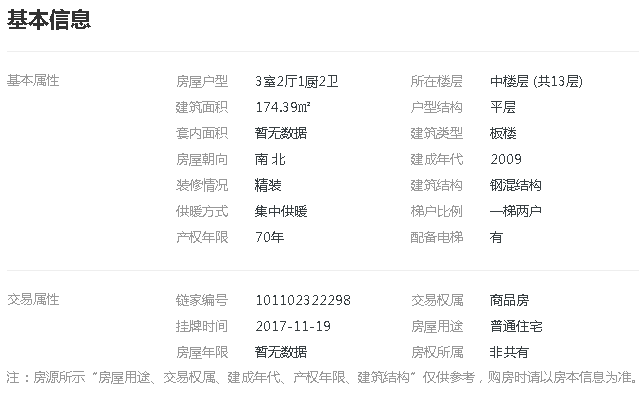 基本信息
基本属性 房屋户型 3室2厅1厨2卫 所在楼层 中楼层 (共13层)
建筑面积 174.39㎡ 户型结构 平层
套内面积 暂无数据 建筑类型 板楼
房屋朝向 南 北 建成年代 2009
装修情况 精装 建筑结构 钢混结构
供暖方式 集中供暖 梯户比例 一梯两户
产权年限 70年 配备电梯 有
交易属性 链家编号 101102322298 交易权属 商品房
挂牌时间 2017-11-19 房屋用途 普通住宅
房屋年限 暂无数据 房权所属 非共有
注：房源所示“房屋用途、交易权属、建成年代、产权年限、建筑结构”仅供参考，购房时请以房本信息为准。